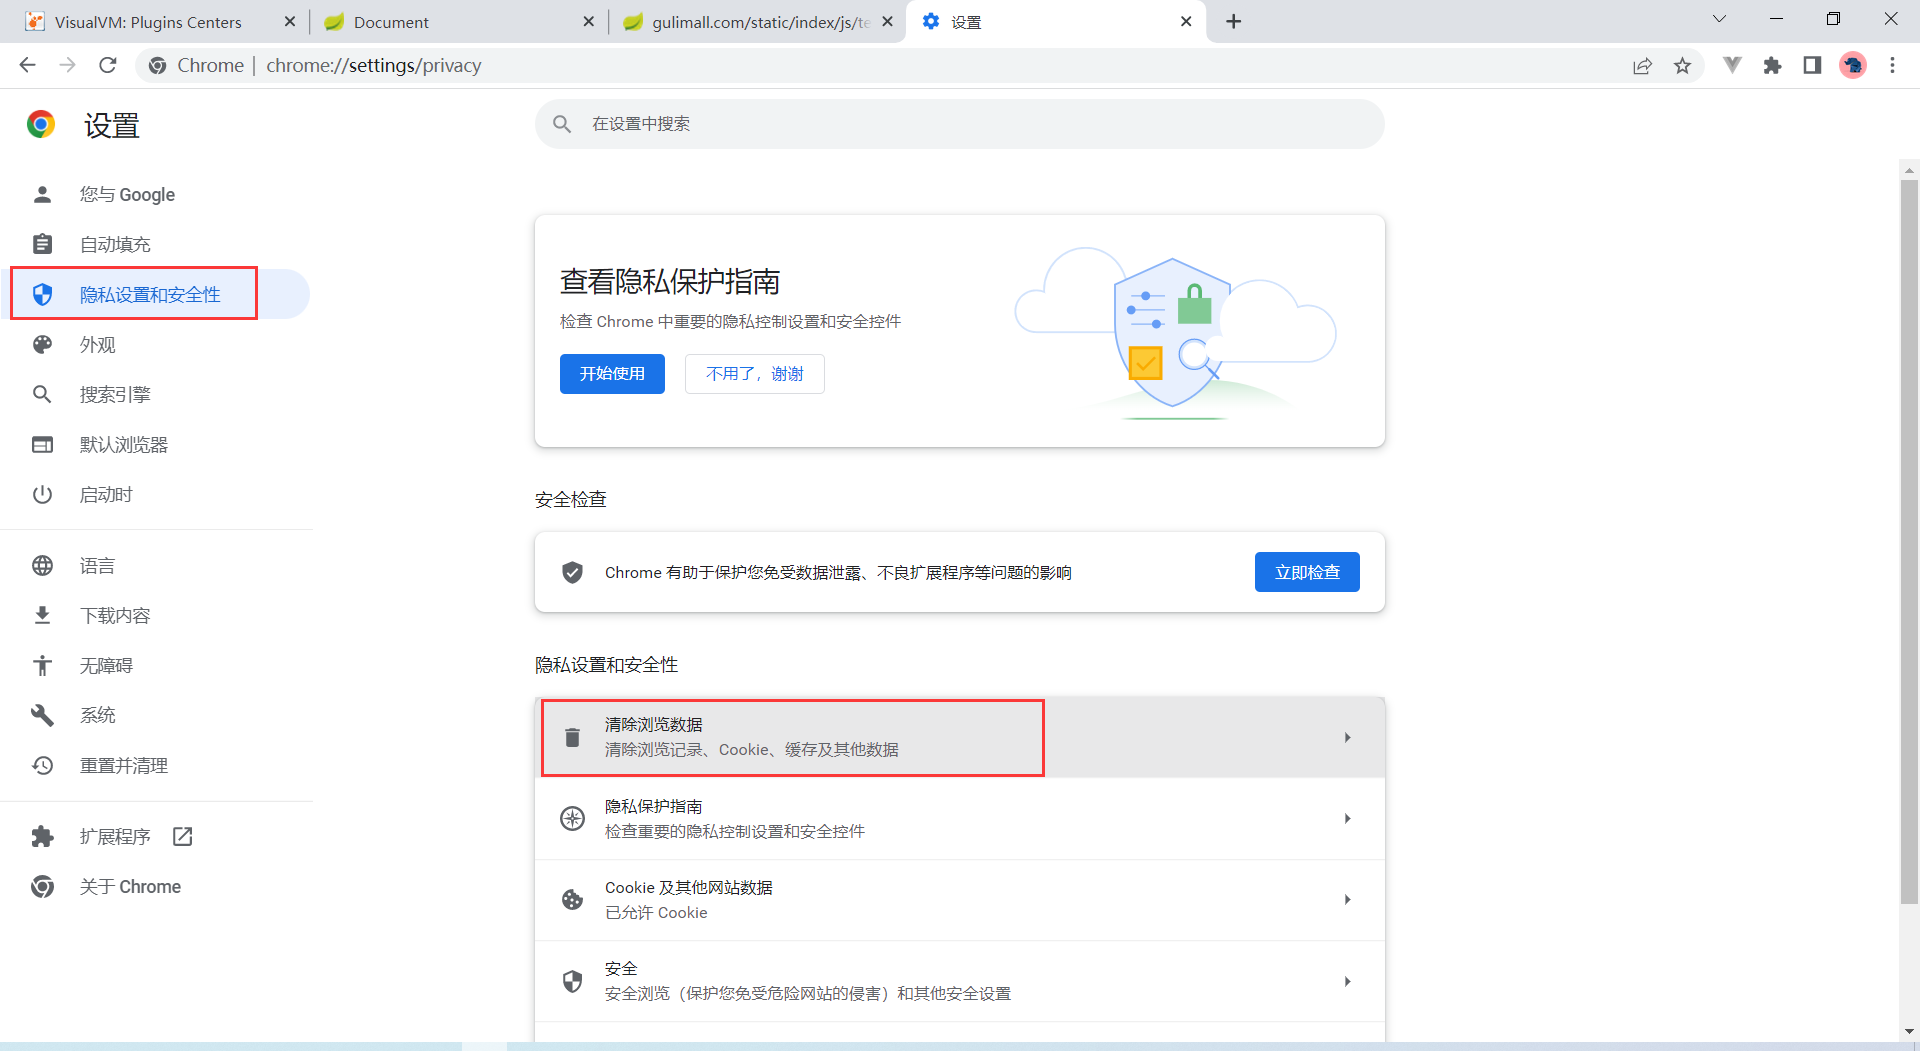 VisualVM: Plugins Centers
Document
gulimall.com/static/index/js/te
设置
Chrome | chrome://settings/privacy
设置
在设置中搜索
您与 Google
自动填充
隐私设置和安全性
外观
搜索引擎
默认浏览器
启动时
语言
下载内容
无障碍
系统
重置并清理
扩展程序
关于 Chrome
查看隐私保护指南
检查 Chrome 中重要的隐私控制设置和安全控件
开始使用
不用了，谢谢
安全检查
Chrome 有助于保护您免受数据泄露、不良扩展程序等问题的影响
立即检查
隐私设置和安全性
清除浏览数据
清除浏览记录、Cookie、缓存及其他数据
隐私保护指南
检查重要的隐私控制设置和安全控件
Cookie 及其他网站数据
已允许 Cookie
安全
安全浏览（保护您免受危险网站的侵害）和其他安全设置